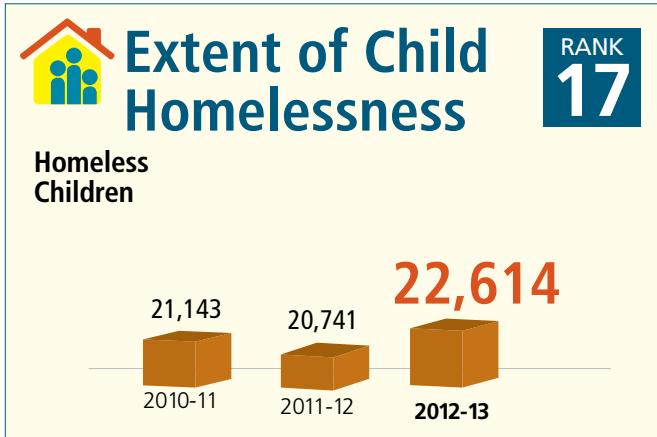 Extent of Child
Homelessness
RANK
17
Homeless
Children
21,143
20,741
22,614
2010-11
2011-12
2012-13